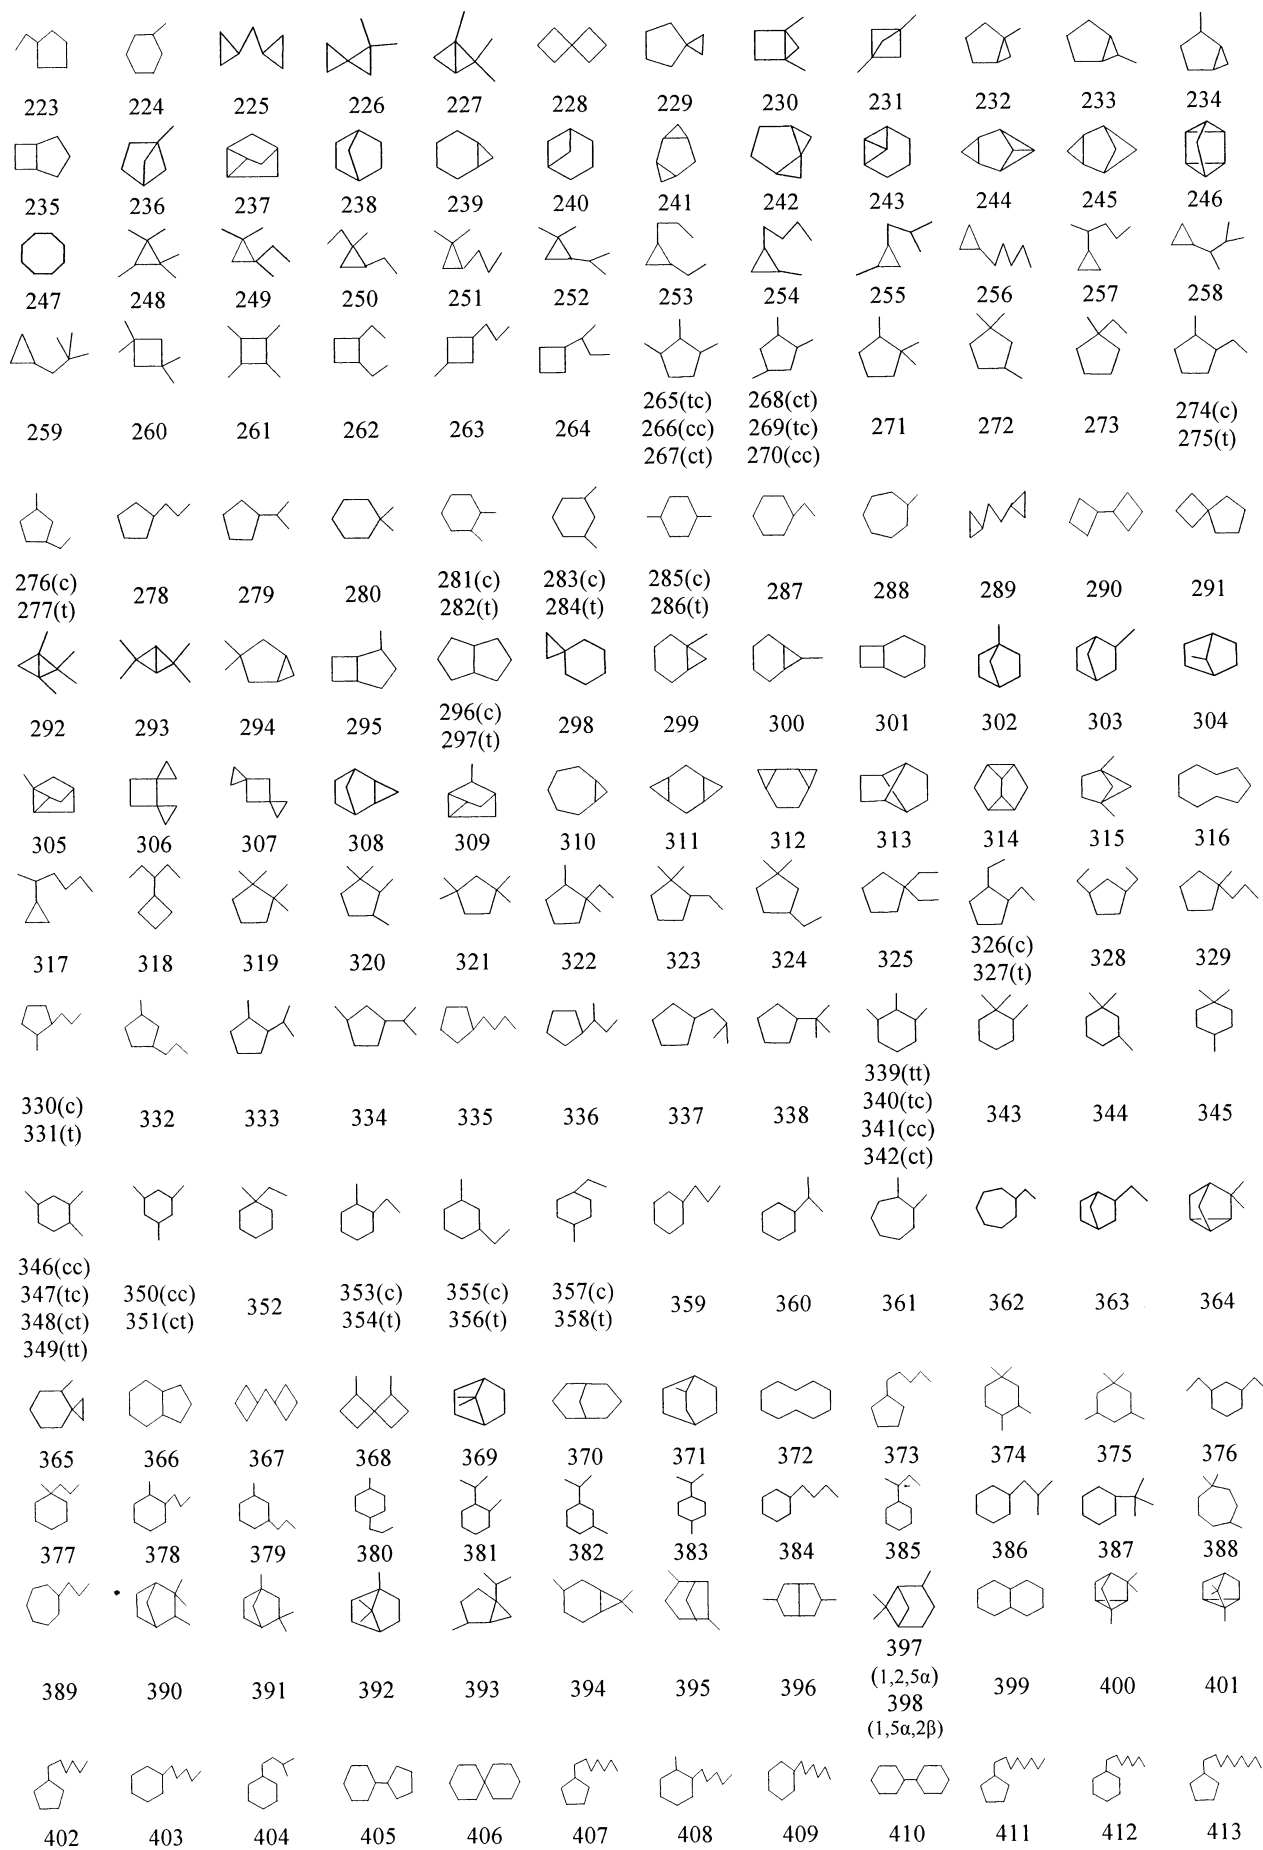 223 224 225 226 227 228 229 230 231 232 233 234
235 236 237 238 239 240 241 242 243 244 245 246
247 248 249 250 251 252 253 254 255 256 257 258
259 260 261 262 263 264 265(tc) 268(ct) 271 272 273 274(c)
266(cc) 269(tc) 275(t)
267(ct) 270(cc)
276(c) 278 279 280 281(c) 283(c) 285(c) 287 288 289 290 291
277(t) 282(t) 284(t) 286(t)
292 293 294 295 296(c) 298 299 300 301 302 303 304
297(t)
305 306 307 308 309 310 311 312 313 314 315 316
317 318 319 320 321 322 323 324 325 326(c) 328 329
327(t)
330(c) 332 333 334 335 336 337 338 339(tt) 343 344 345
331(t) 340(tc)
341(cc)
342(ct)
346(cc) 350(cc) 352 353(c) 355(c) 357(c) 359 360 361 362 363 364
347(tc) 351(ct) 354(t) 356(t) 358(t)
348(ct)
349(tt)
365 366 367 368 369 370 371 372 373 374 375 376
377 378 379 380 381 382 383 384 385 386 387 388
389 390 391 392 393 394 395 396 397 399 400 401
(1,2,5α)
398
(1,5α,2β)
402 403 404 405 406 407 408 409 410 411 412 413